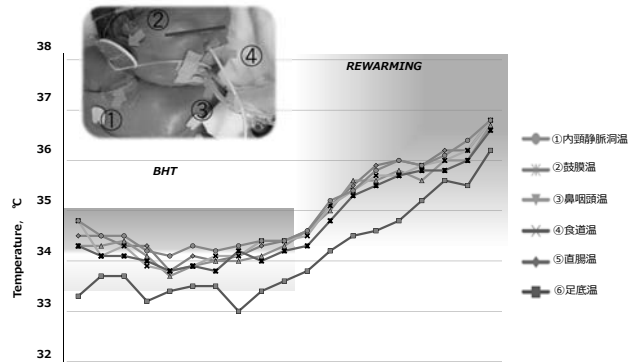 38
37
36
35
34
33
32
Temperature, ℃
①
②
③
④
BHT
REWARMING
①内頸静脈洞温
②鼓膜温
③鼻咽頭温
④食道温
⑤直腸温
⑥足底温